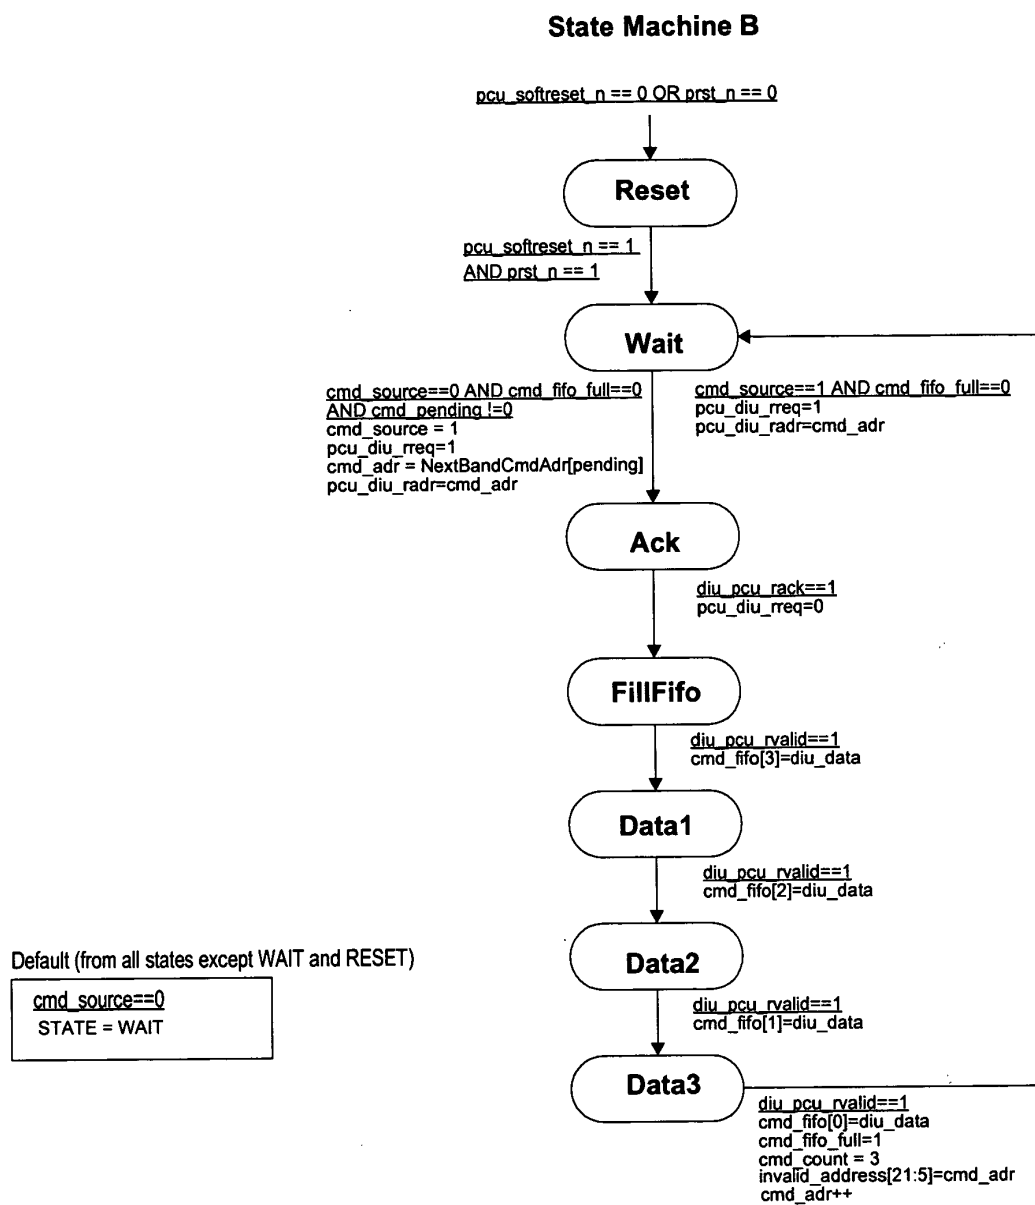 State Machine B
pcu_softreset_n == 0 OR prst_n == 0
Reset
pcu_softreset_n == 1
AND prst_n == 1
Wait
cmd_source==0 AND cmd_fifo_full==0
AND cmd_pending !=0
cmd_source = 1
pcu_diu_rreq=1
cmd_adr = NextBandCmdAdr[pending]
pcu_diu_radr=cmd_adr
cmd_source==1 AND cmd_fifo_full==0
pcu_diu_rreq=1
pcu_diu_radr=cmd_adr
Ack
diu_pcu_rack==1
pcu_diu_rreq=0
FillFifo
diu_pcu_rvalid==1
cmd_fifo[3]=diu_data
Data1
diu_pcu_rvalid==1
cmd_fifo[2]=diu_data
Data2
diu_pcu_rvalid==1
cmd_fifo[1]=diu_data
Default (from all states except WAIT and RESET)
cmd_source==0
STATE = WAIT
Data3
diu_pcu_rvalid==1
cmd_fifo[0]=diu_data
cmd_fifo_full=1
cmd_count = 3
invalid_address[21:5]=cmd_adr
cmd_adr++